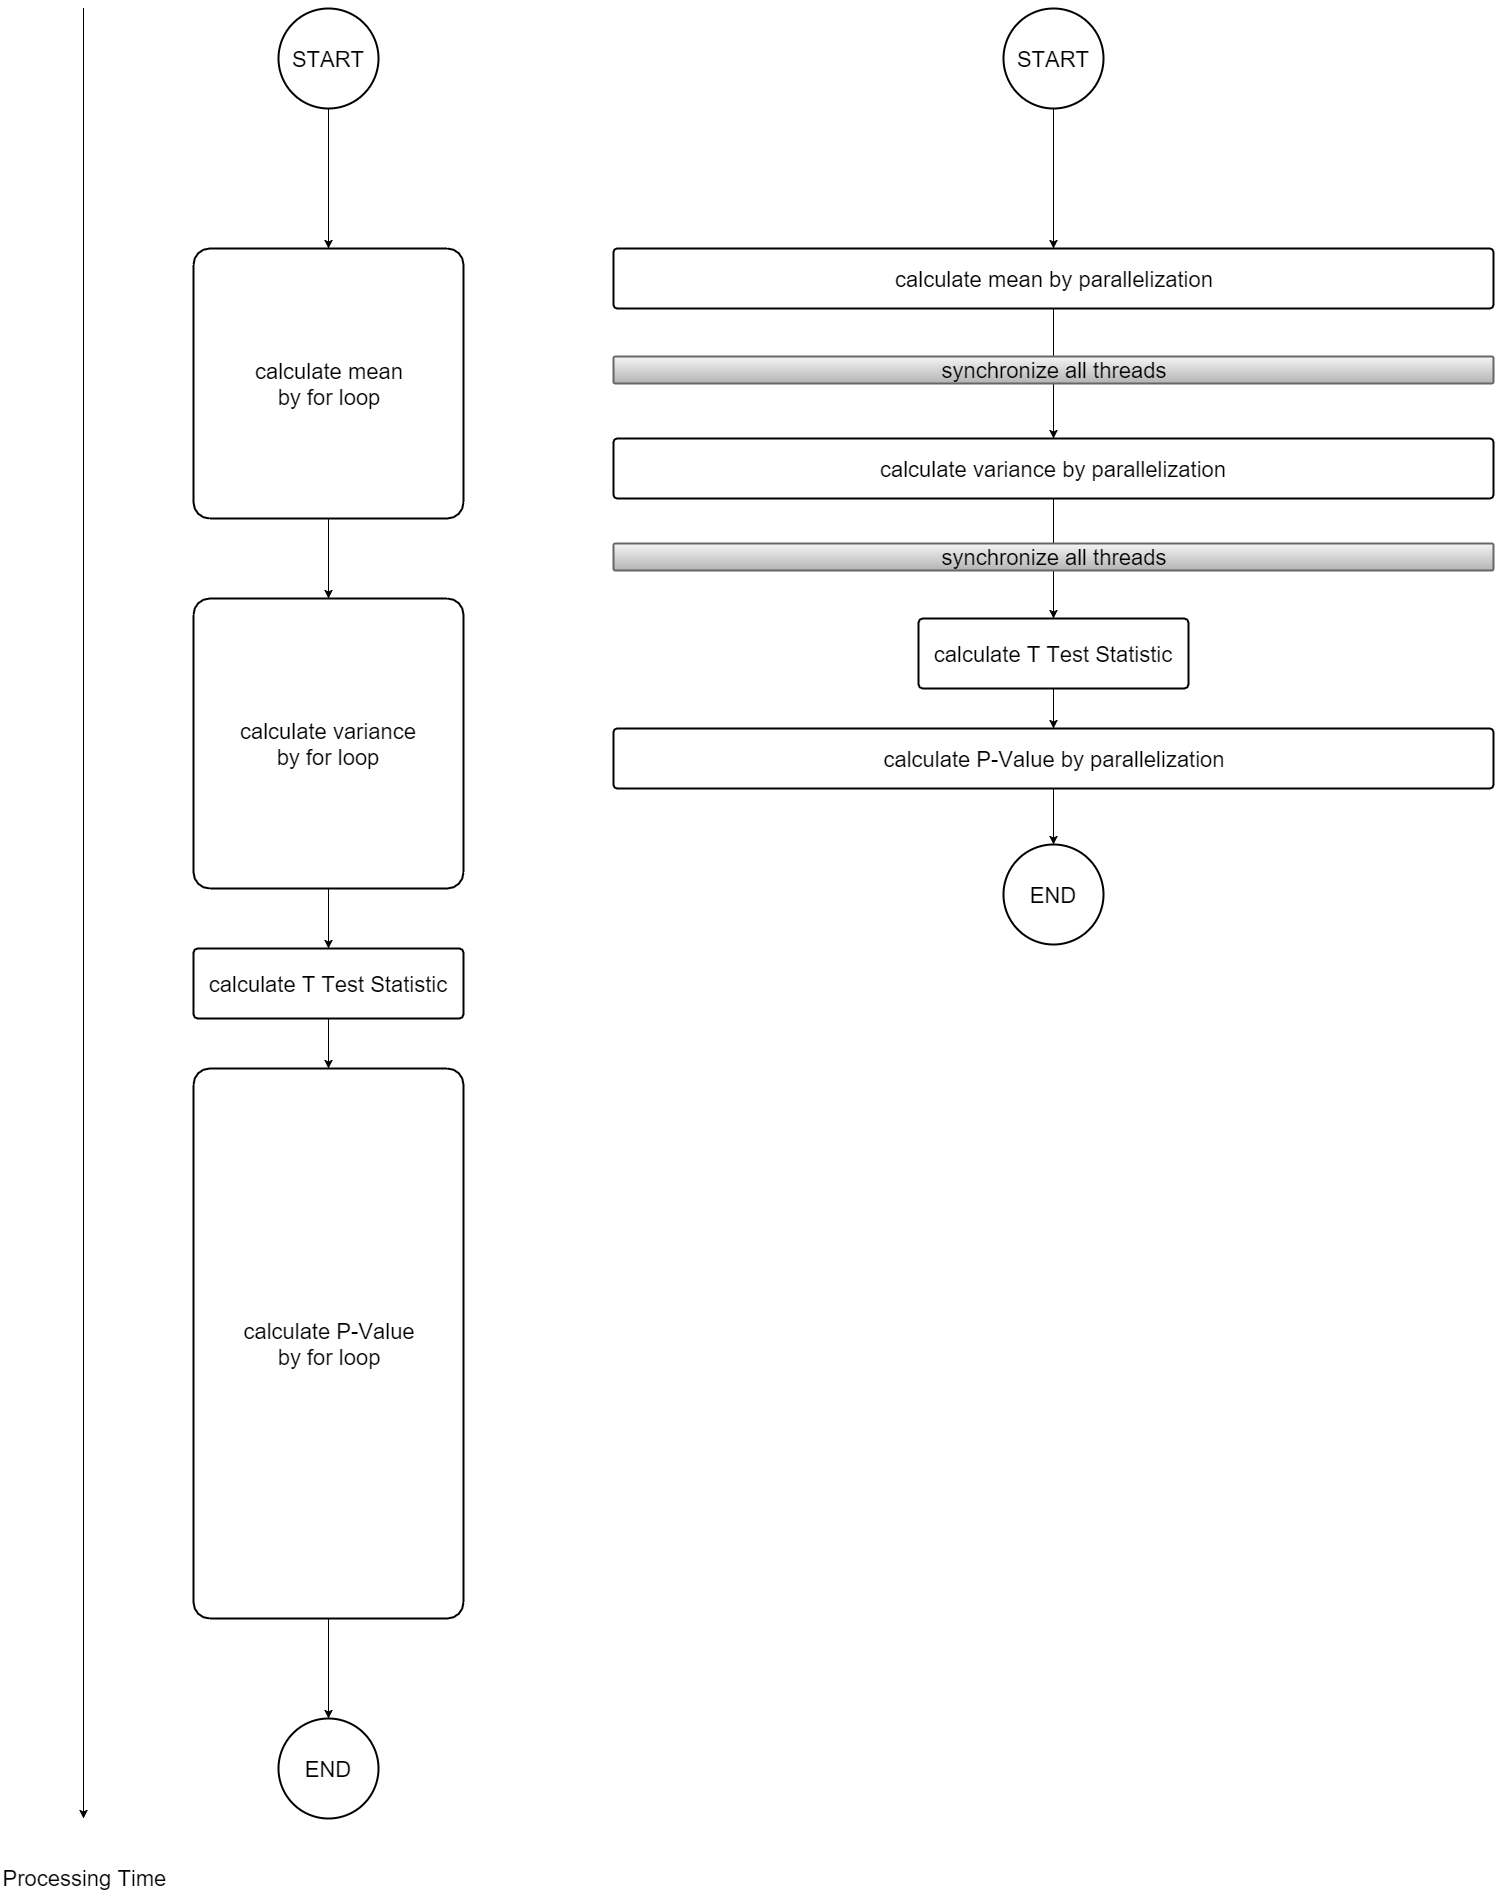 START
calculate mean
by for loop
calculate variance
by for loop
calculate T Test Statistic
calculate P-Value
by for loop
END
START
calculate mean by parallelization
synchronize all threads
calculate variance by parallelization
synchronize all threads
calculate T Test Statistic
calculate P-Value by parallelization
END
Processing Time